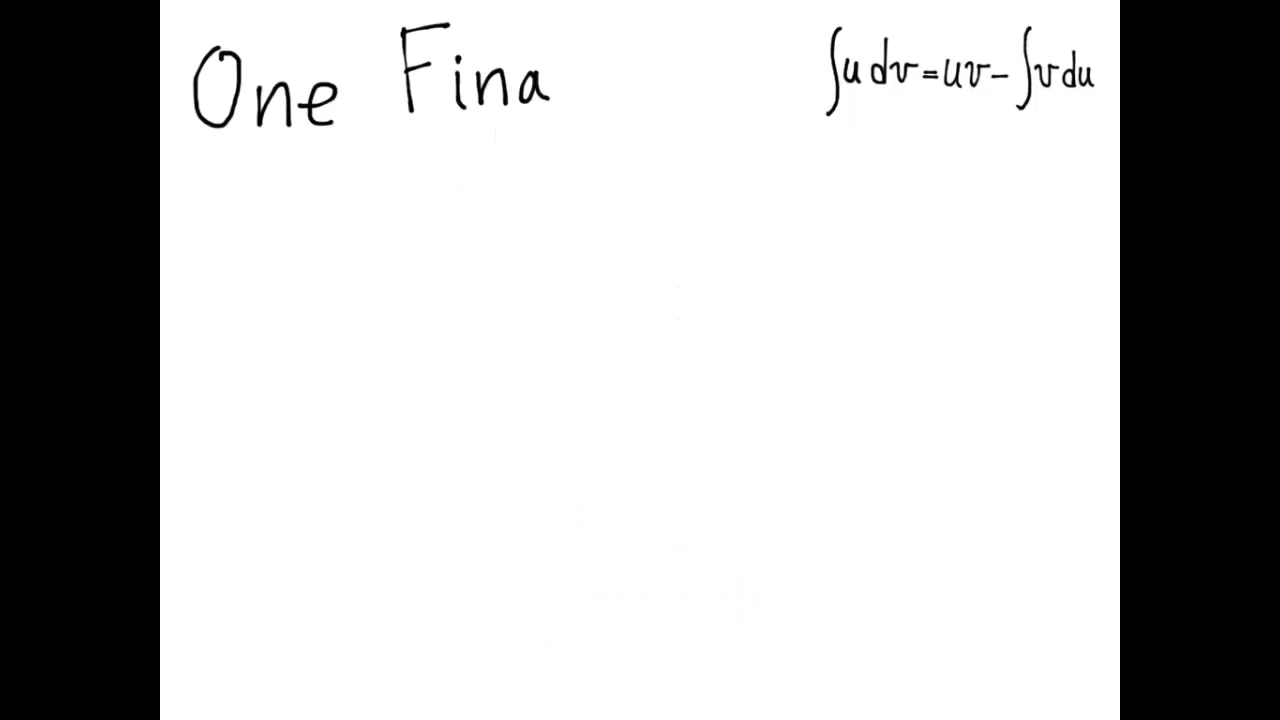 One Fina
∫u dv = uv − ∫v du